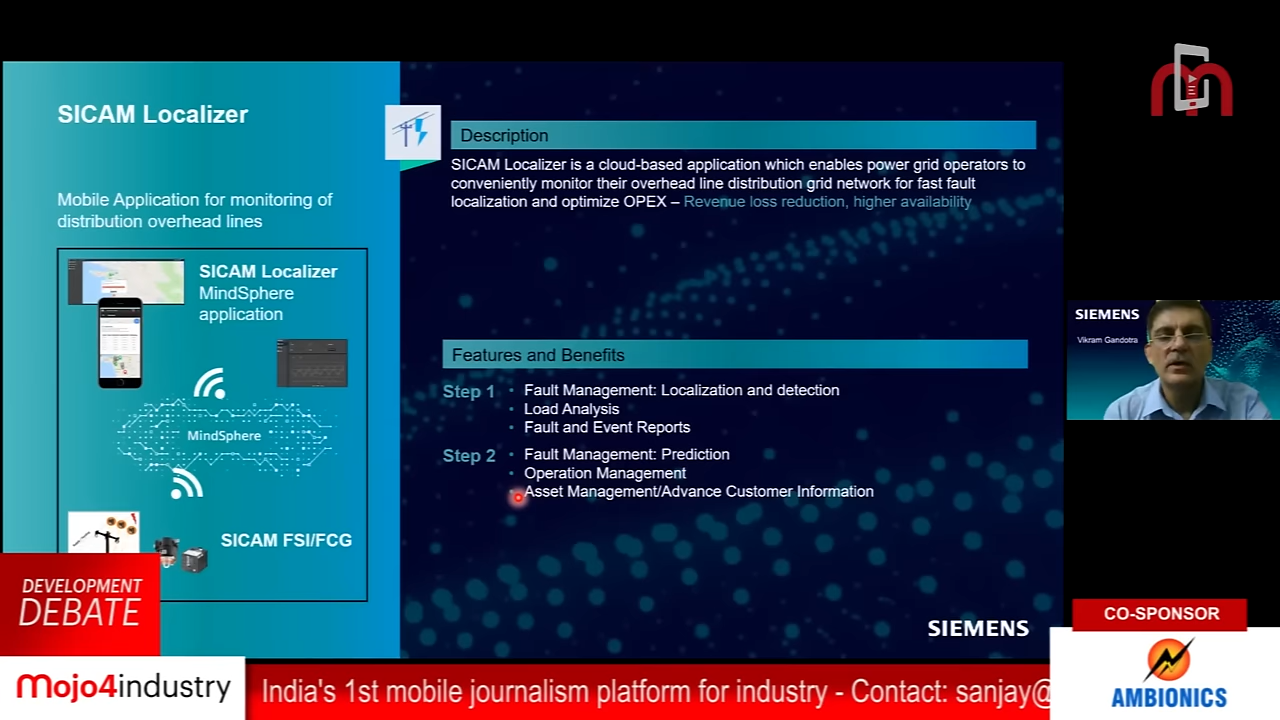 SICAM Localizer
Mobile Application for monitoring of
distribution overhead lines
SICAM Localizer
MindSphere
application
MindSphere
SICAM FSI/FCG
Description
SICAM Localizer is a cloud-based application which enables power grid operators to
conveniently monitor their overhead line distribution grid network for fast fault
localization and optimize OPEX – Revenue loss reduction, higher availability
Features and Benefits
Step 1
• Fault Management: Localization and detection
• Load Analysis
• Fault and Event Reports
Step 2
• Fault Management: Prediction
• Operation Management
• Asset Management/Advance Customer Information
SIEMENS
SIEMENS
Vikram Gandotra
DEVELOPMENT
DEBATE
CO-SPONSOR
AMBIONICS
Mojo4industry
India's 1st mobile journalism platform for industry - Contact: sanjay@